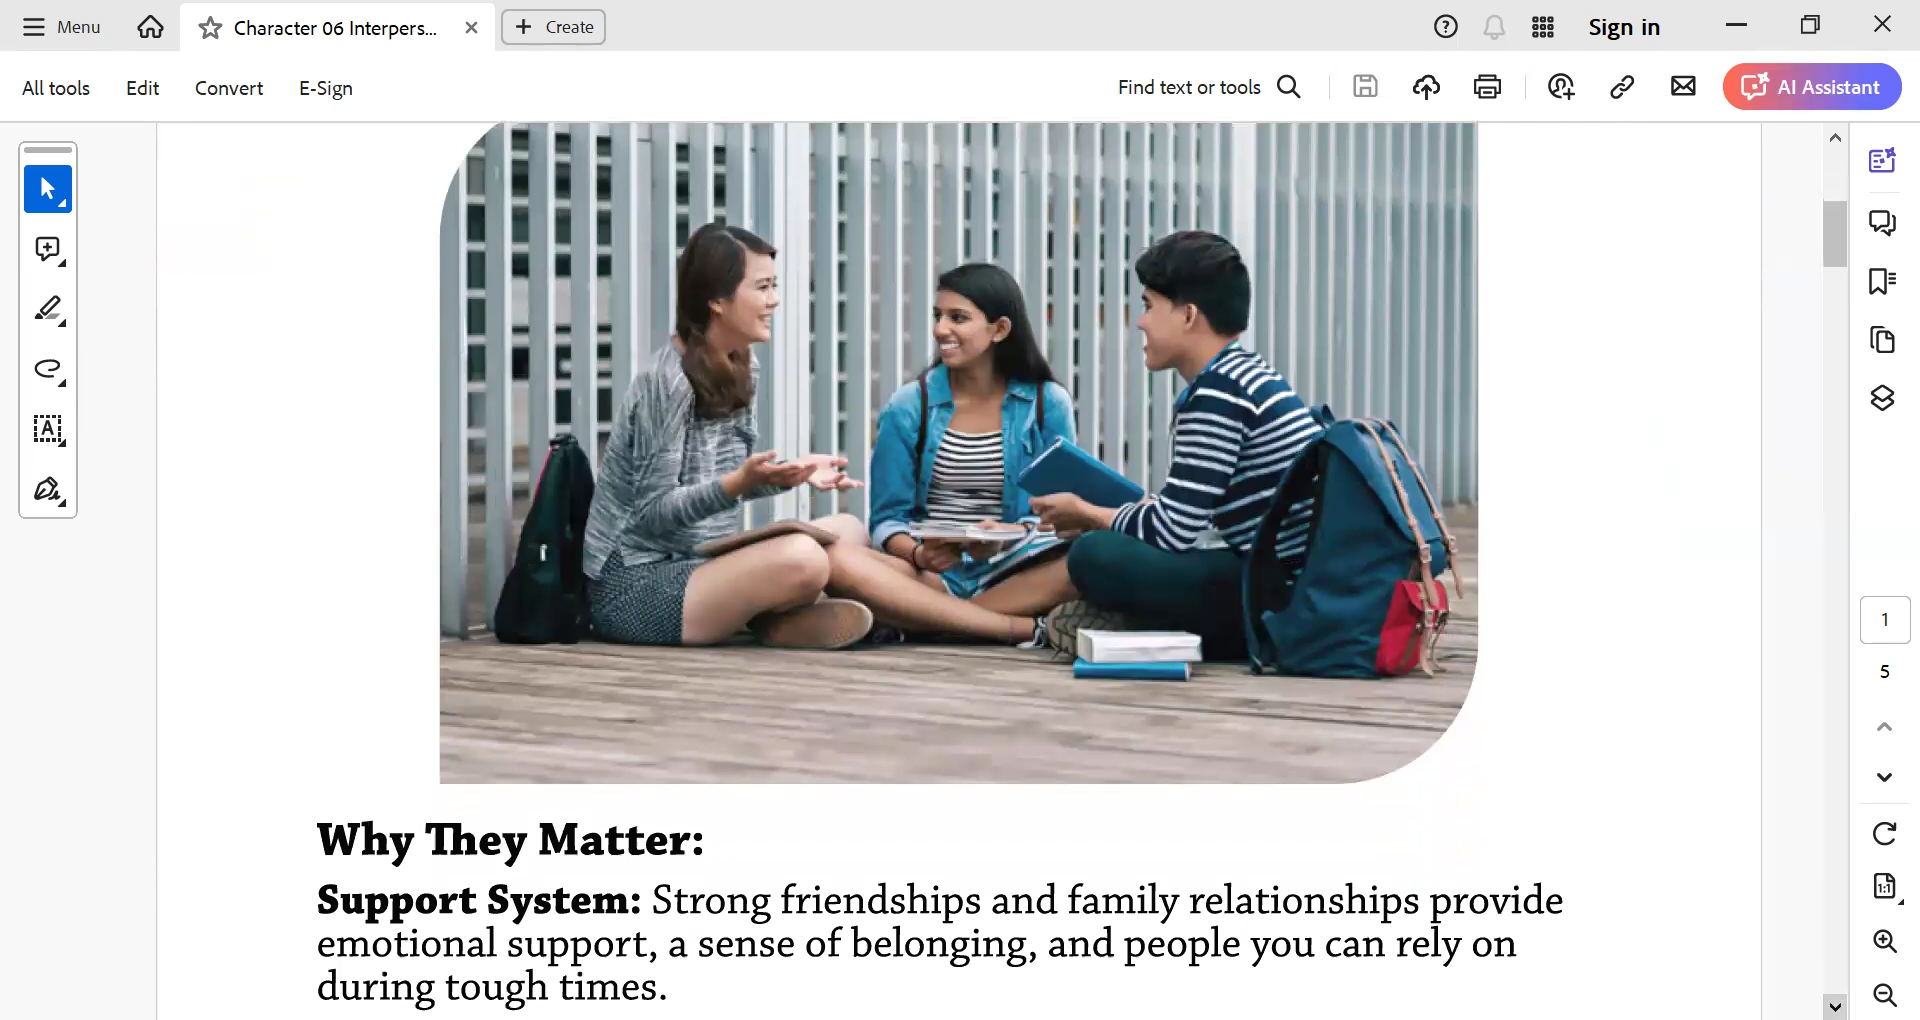 Menu
Character 06 Interpers...
Create
Sign in
All tools
Edit
Convert
E-Sign
Find text or tools
AI Assistant
1
5
Why They Matter:
Support System: Strong friendships and family relationships provide
emotional support, a sense of belonging, and people you can rely on
during tough times.